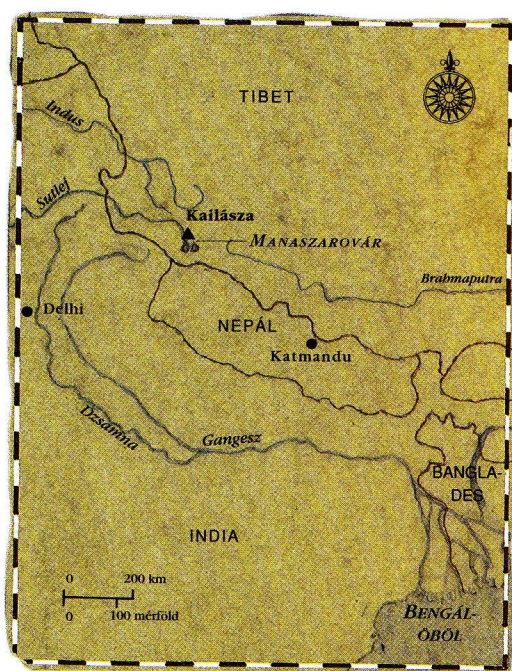 TIBET
Indus
Sutlej
Kailásza
MANASZAROVÁR
Brahmaputra
Delhi
NEPÁL
Katmandu
Dzsamna
Gangesz
BANGLA-
DES
INDIA
0 200 km
0 100 mérföld
BENGÁL-
ÖBÖL